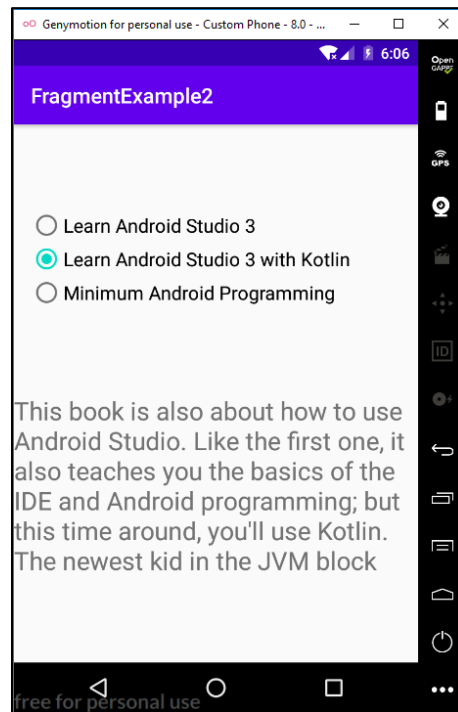 Genymotion for personal use - Custom Phone - 8.0 - ...
6:06
Open
GAPPS
FragmentExample2
GPS
Learn Android Studio 3
Learn Android Studio 3 with Kotlin
Minimum Android Programming
ID
This book is also about how to use
Android Studio. Like the first one, it
also teaches you the basics of the
IDE and Android programming; but
this time around, you'll use Kotlin.
The newest kid in the JVM block
free for personal use